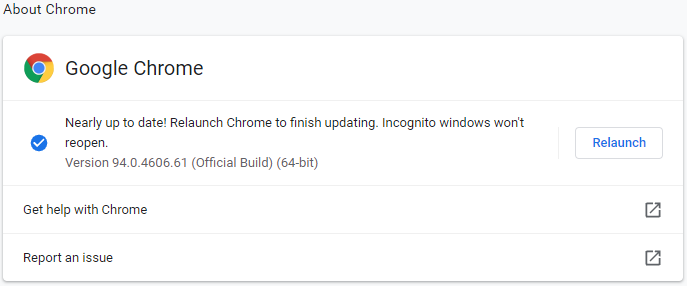 About Chrome
Google Chrome
Nearly up to date! Relaunch Chrome to finish updating. Incognito windows won't
reopen.
Relaunch
Version 94.0.4606.61 (Official Build) (64-bit)
Get help with Chrome
Report an issue